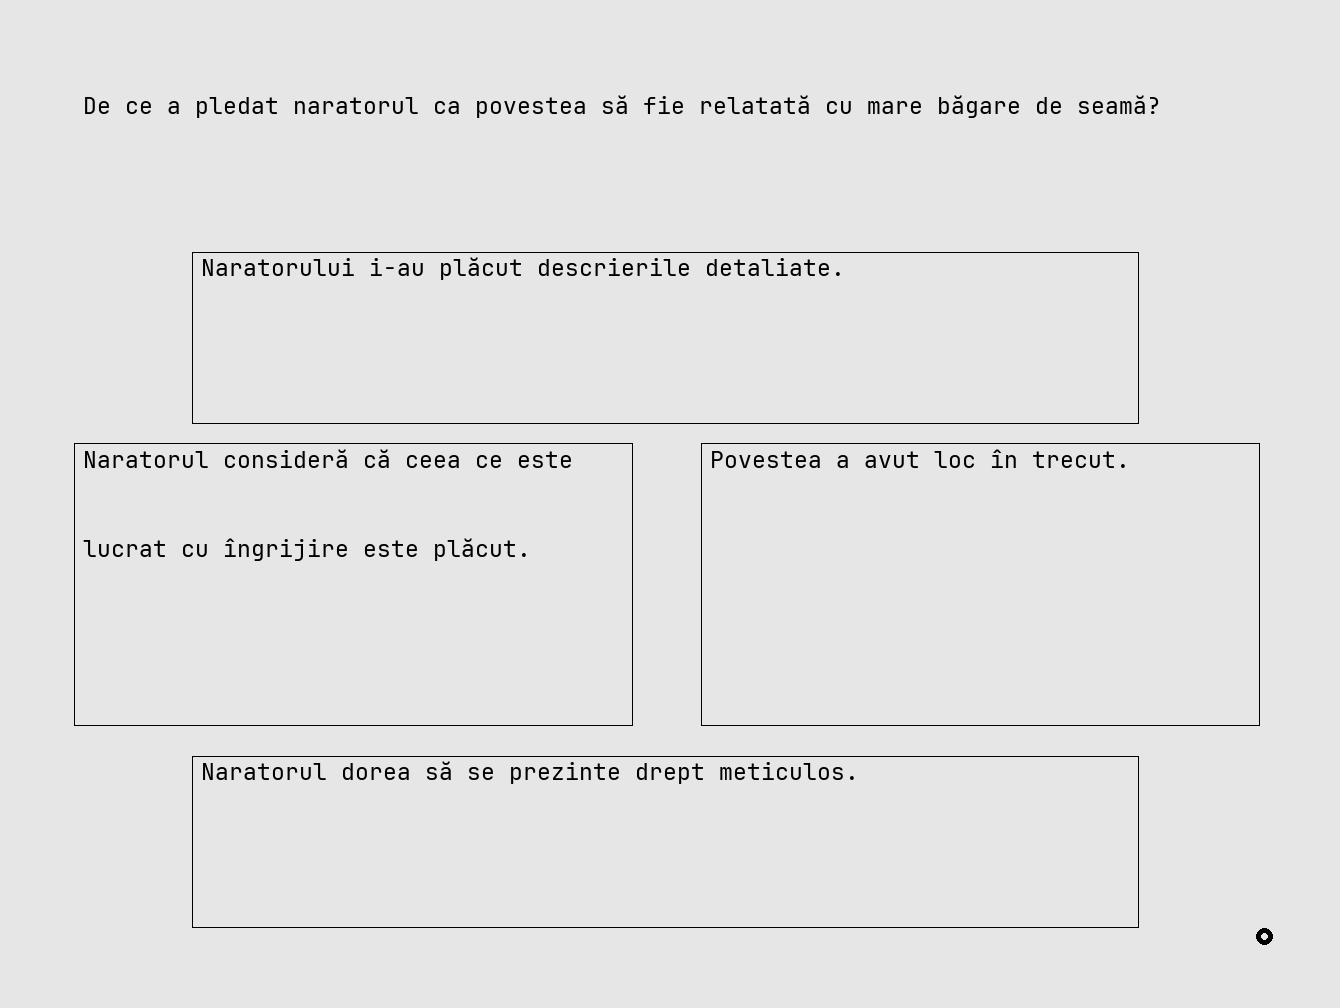 De ce a pledat naratorul ca povestea să fie relatată cu mare băgare de seamă?
Naratorului i-au plăcut descrierile detaliate.
Naratorul consideră că ceea ce este
lucrat cu îngrijire este plăcut.
Povestea a avut loc în trecut.
Naratorul dorea să se prezinte drept meticulos.